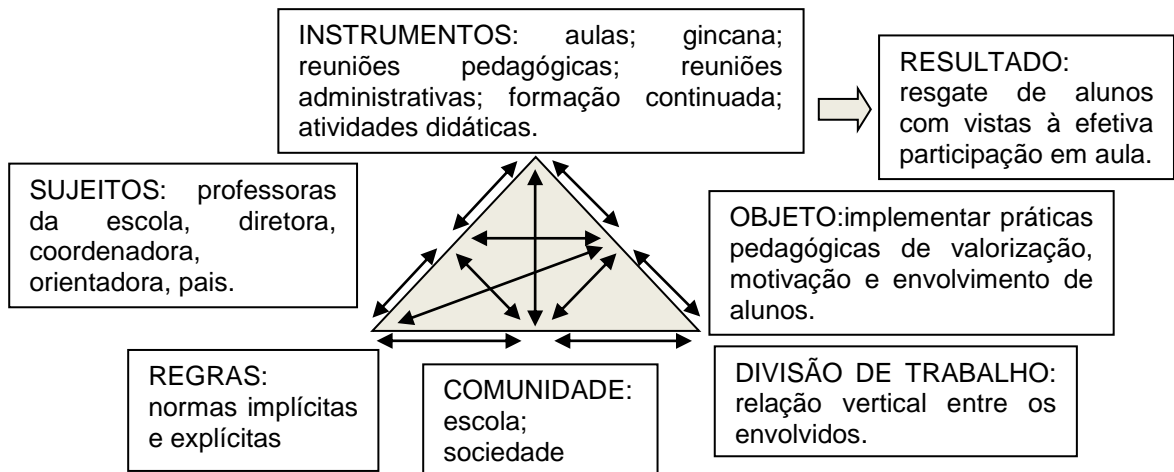 INSTRUMENTOS: aulas; gincana;
reuniões pedagógicas; reuniões
administrativas; formação continuada;
atividades didáticas.
RESULTADO:
resgate de alunos
com vistas à efetiva
participação em aula.
SUJEITOS: professoras
da escola, diretora,
coordenadora,
orientadora, pais.
OBJETO:implementar práticas
pedagógicas de valorização,
motivação e envolvimento de
alunos.
REGRAS:
normas implícitas
e explícitas
COMUNIDADE:
escola;
sociedade
DIVISÃO DE TRABALHO:
relação vertical entre os
envolvidos.